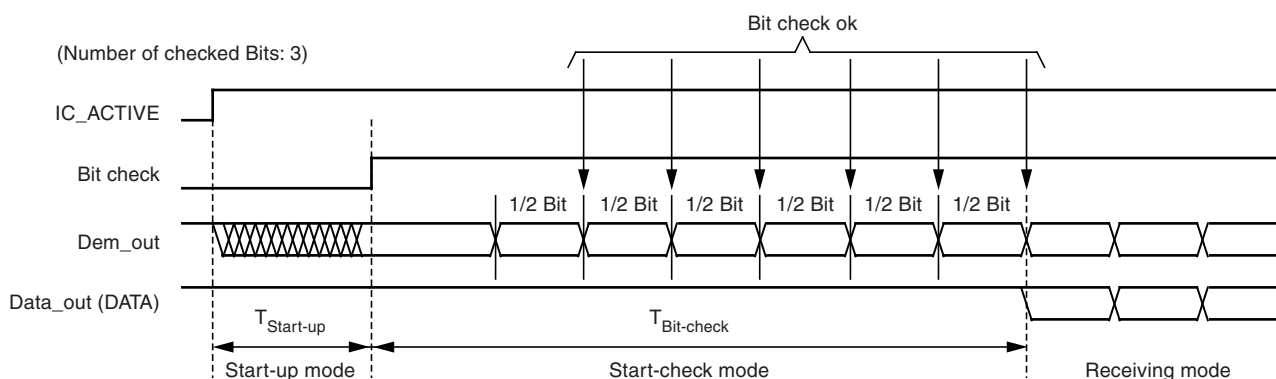 Bit check ok
(Number of checked Bits: 3)
IC_ACTIVE
Bit check
1/2 Bit 1/2 Bit 1/2 Bit 1/2 Bit 1/2 Bit 1/2 Bit
Dem_out
Data_out (DATA)
TStart-up TBit-check
Start-up mode Start-check mode Receiving mode